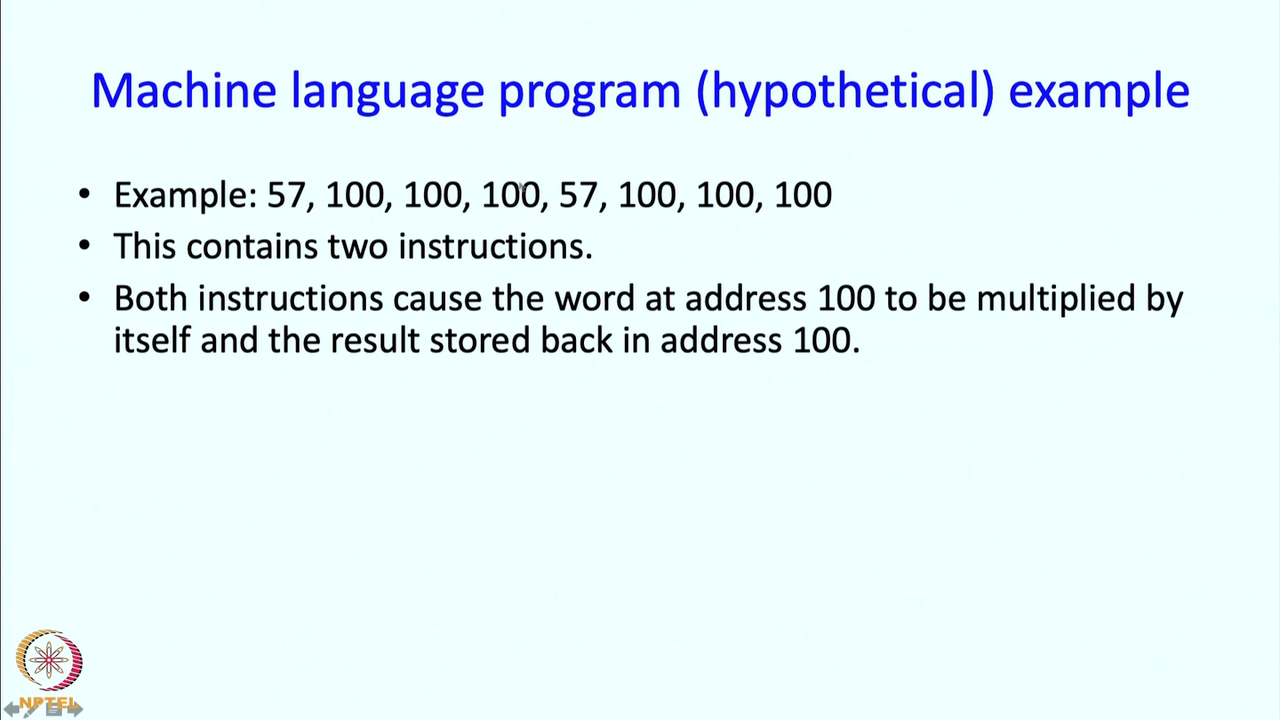 Machine language program (hypothetical) example
• Example: 57, 100, 100, 100, 57, 100, 100, 100
• This contains two instructions.
• Both instructions cause the word at address 100 to be multiplied by
itself and the result stored back in address 100.
NPTEL